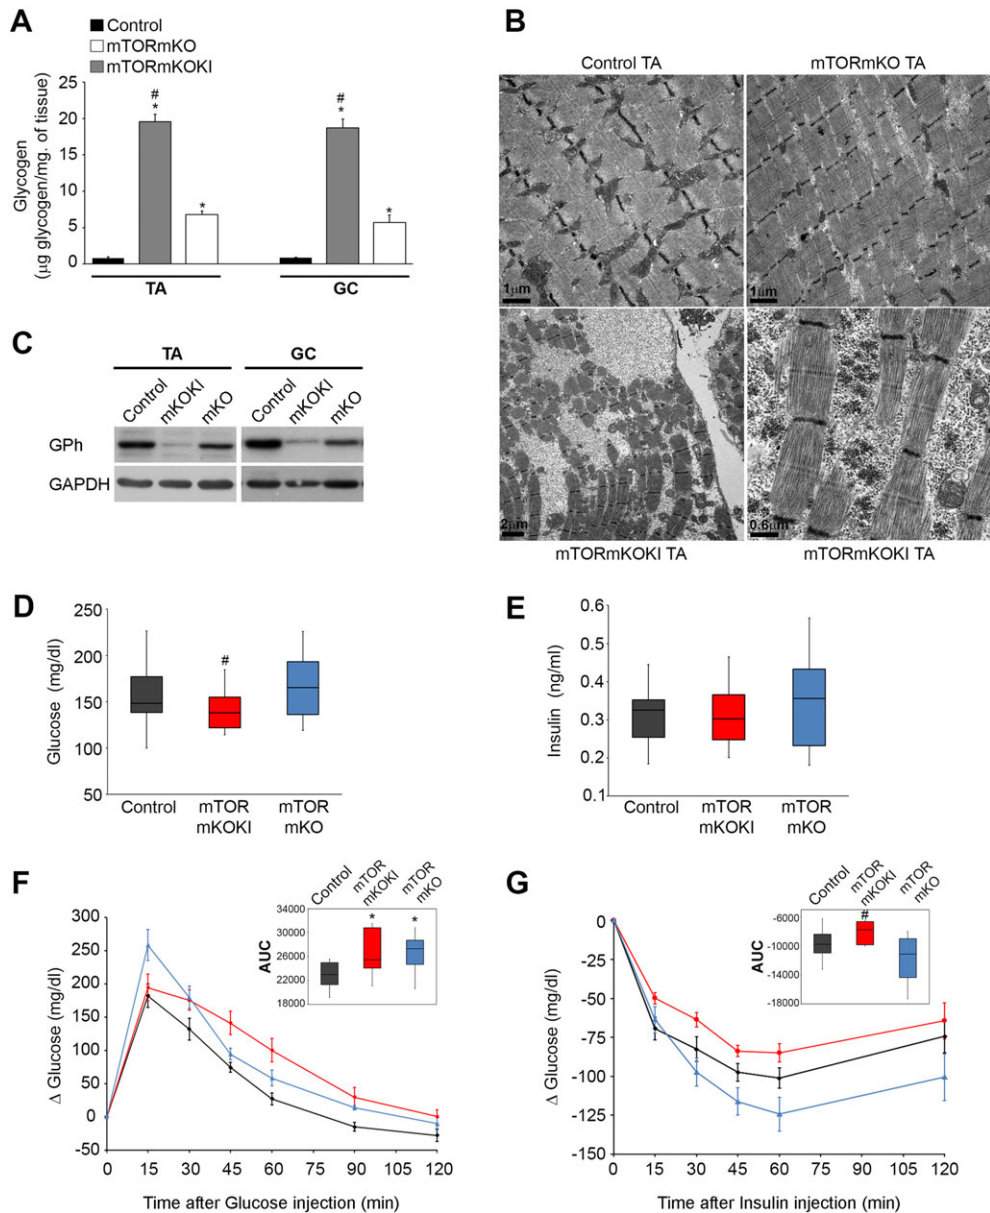 A
Control
mTORmKO
mTORmKOKI
Glycogen
(µg glycogen/mg. of tissue)
25
20
15
10
5
0
#
*
*
#
*
*
TA
GC
B
Control TA
mTORmKO TA
1µm
1µm
2µm
0.6µm
mTORmKOKI TA
mTORmKOKI TA
C
TA
GC
Control
mKOKI
mKO
Control
mKOKI
mKO
GPh
GAPDH
D
Glucose (mg/dl)
250
200
150
100
50
#
Control
mTOR
mKOKI
mTOR
mKO
E
Insulin (ng/ml)
0.6
0.5
0.4
0.3
0.2
0.1
Control
mTOR
mKOKI
mTOR
mKO
F
Δ Glucose (mg/dl)
300
250
200
150
100
50
0
-50
0
15
30
45
60
75
90
105
120
Time after Glucose injection (min)
Control
mTOR
mKOKI
mTOR
mKO
AUC
34000
30000
26000
22000
18000
*
*
G
Δ Glucose (mg/dl)
0
-25
-50
-75
-100
-125
-150
0
15
30
45
60
75
90
105
120
Time after Insulin injection (min)
Control
mTOR
mKOKI
mTOR
mKO
AUC
-6000
-10000
-14000
-18000
#